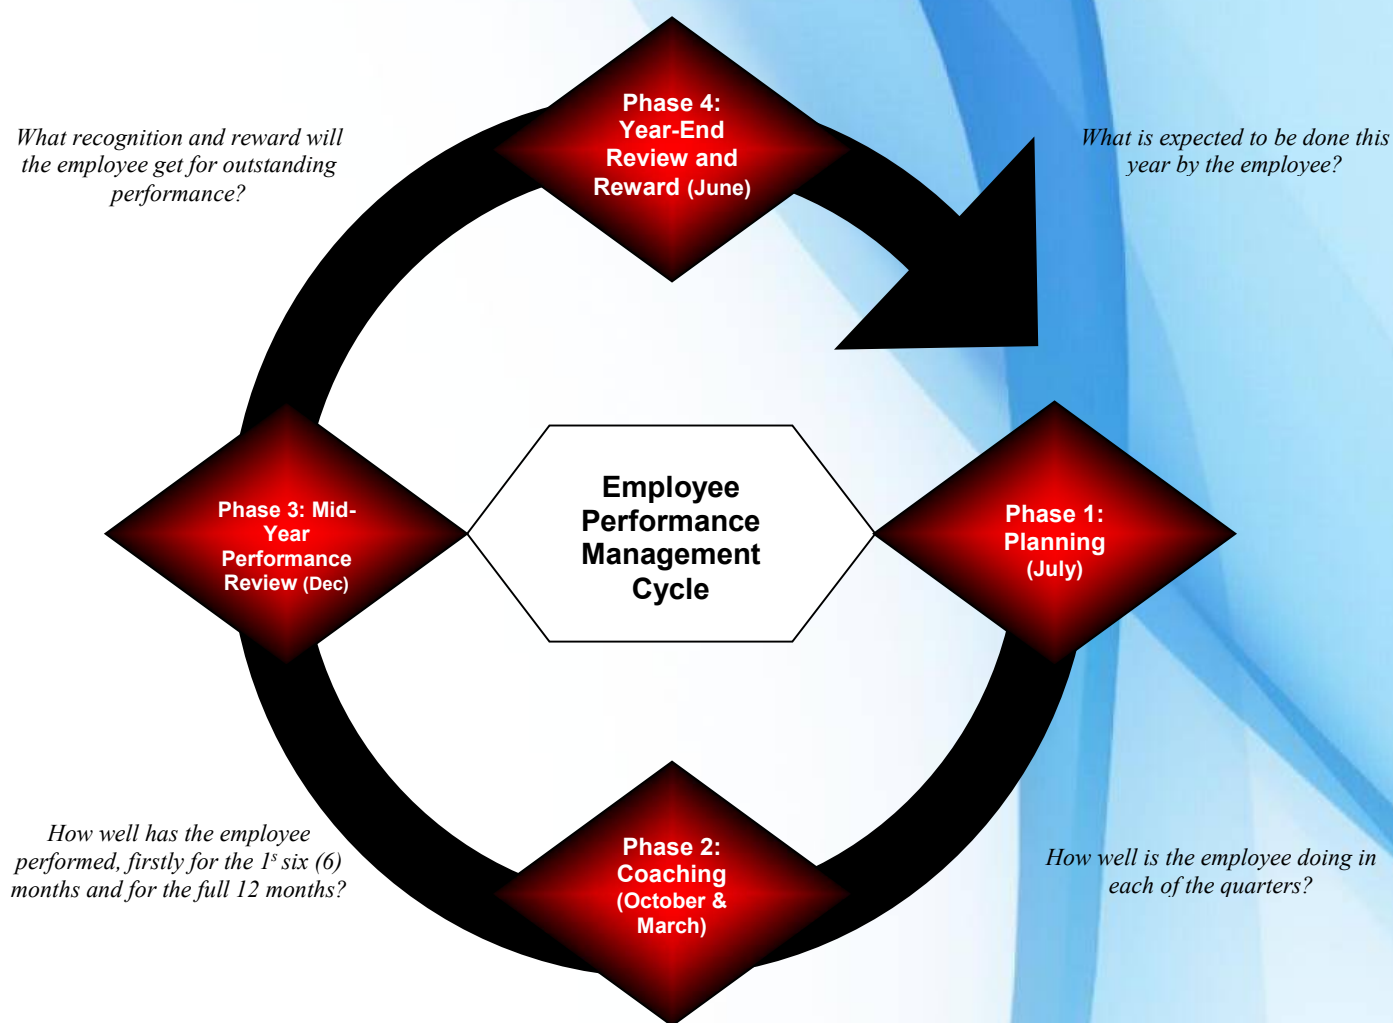 Phase 4:
Year-End
Review and
Reward (June)
What recognition and reward will
the employee get for outstanding
performance?
What is expected to be done this
year by the employee?
Phase 3: Mid-
Year
Performance
Review (Dec)
Employee
Performance
Management
Cycle
Phase 1:
Planning
(July)
How well has the employee
performed, firstly for the 1s six (6)
months and for the full 12 months?
Phase 2:
Coaching
(October &
March)
How well is the employee doing in
each of the quarters?